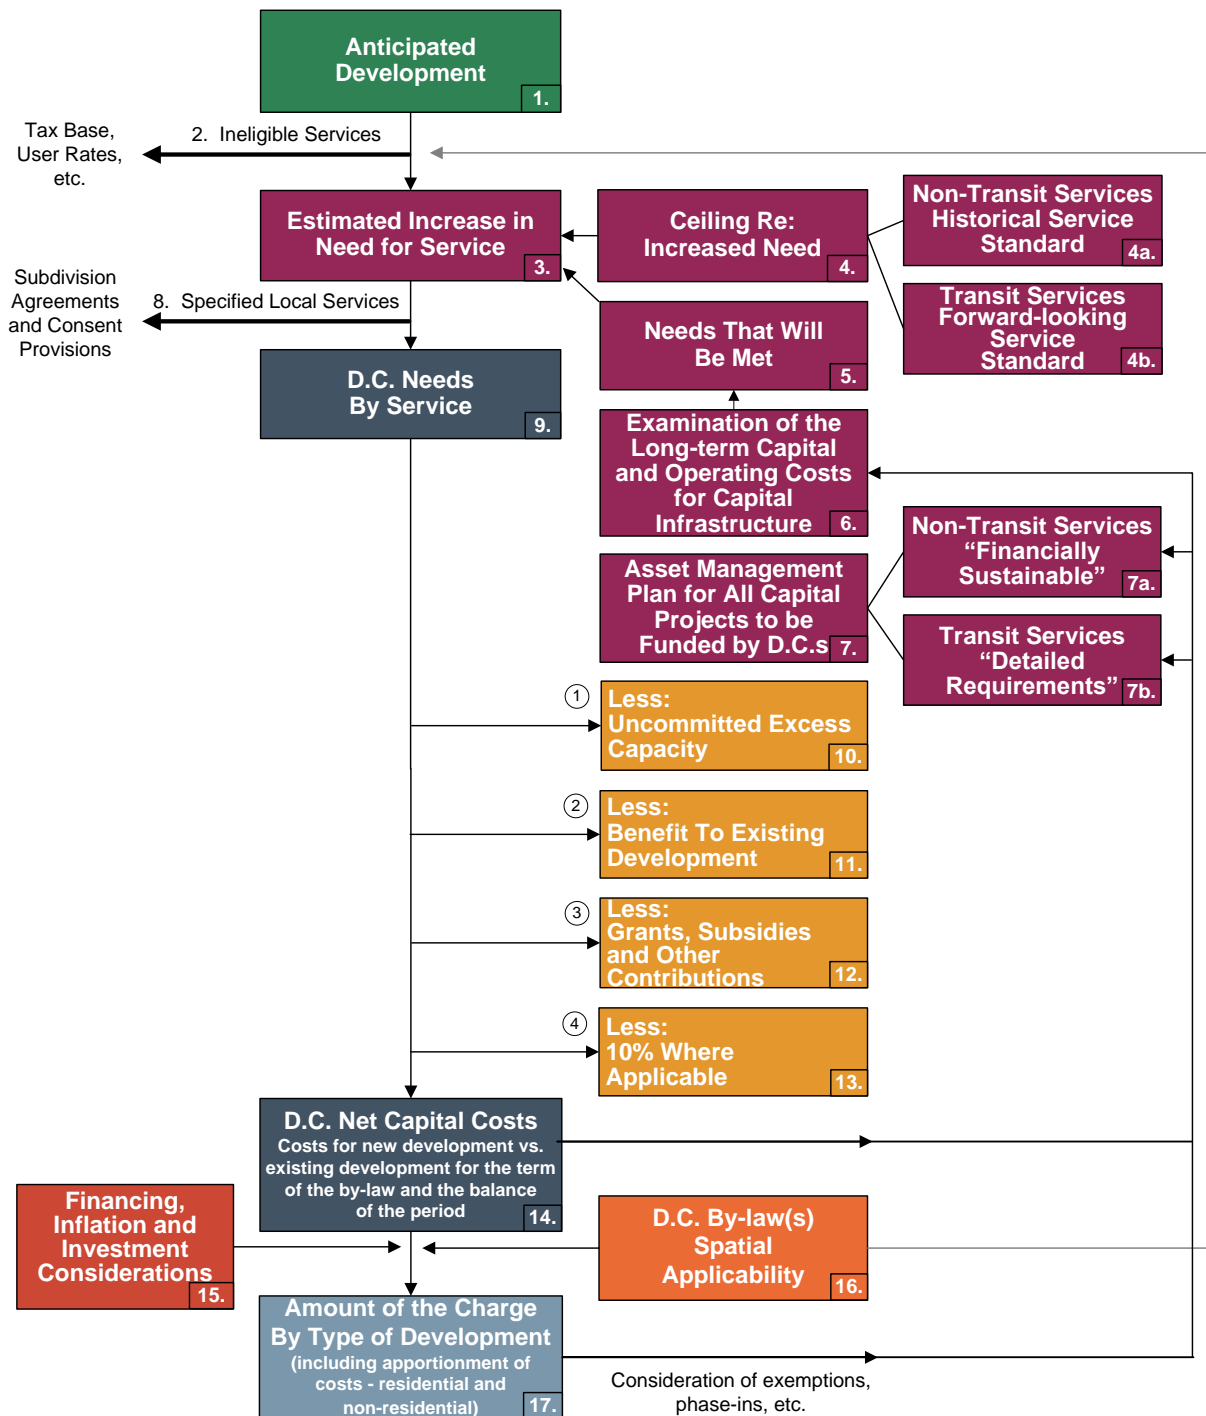 Anticipated
Development
1.
Tax Base,
User Rates,
etc.
2. Ineligible Services
Estimated Increase in
Need for Service
3.
Ceiling Re:
Increased Need
4.
Non-Transit Services
Historical Service
Standard
4a.
Transit Services
Forward-looking
Service
Standard
4b.
Subdivision
Agreements
and Consent
Provisions
8. Specified Local Services
Needs That Will
Be Met
5.
D.C. Needs
By Service
9.
Examination of the
Long-term Capital
and Operating Costs
for Capital
Infrastructure
6.
Non-Transit Services
“Financially
Sustainable”
7a.
Asset Management
Plan for All Capital
Projects to be
Funded by D.C.s
7.
Transit Services
“Detailed
Requirements”
7b.
1
Less:
Uncommitted Excess
Capacity
10.
2
Less:
Benefit To Existing
Development
11.
3
Less:
Grants, Subsidies
and Other
Contributions
12.
4
Less:
10% Where
Applicable
13.
D.C. Net Capital Costs
Costs for new development vs.
existing development for the term
of the by-law and the balance
of the period
14.
Financing,
Inflation and
Investment
Considerations
15.
D.C. By-law(s)
Spatial
Applicability
16.
Amount of the Charge
By Type of Development
(including apportionment of
costs - residential and
non-residential)
17.
Consideration of exemptions,
phase-ins, etc.